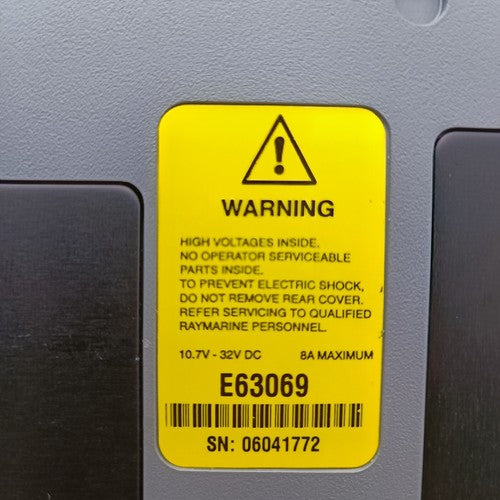 WARNING
HIGH VOLTAGES INSIDE.
NO OPERATOR SERVICEABLE
PARTS INSIDE.
TO PREVENT ELECTRIC SHOCK,
DO NOT REMOVE REAR COVER.
REFER SERVICING TO QUALIFIED
RAYMARINE PERSONNEL.
10.7V - 32V DC 8A MAXIMUM
E63069
SN: 06041772